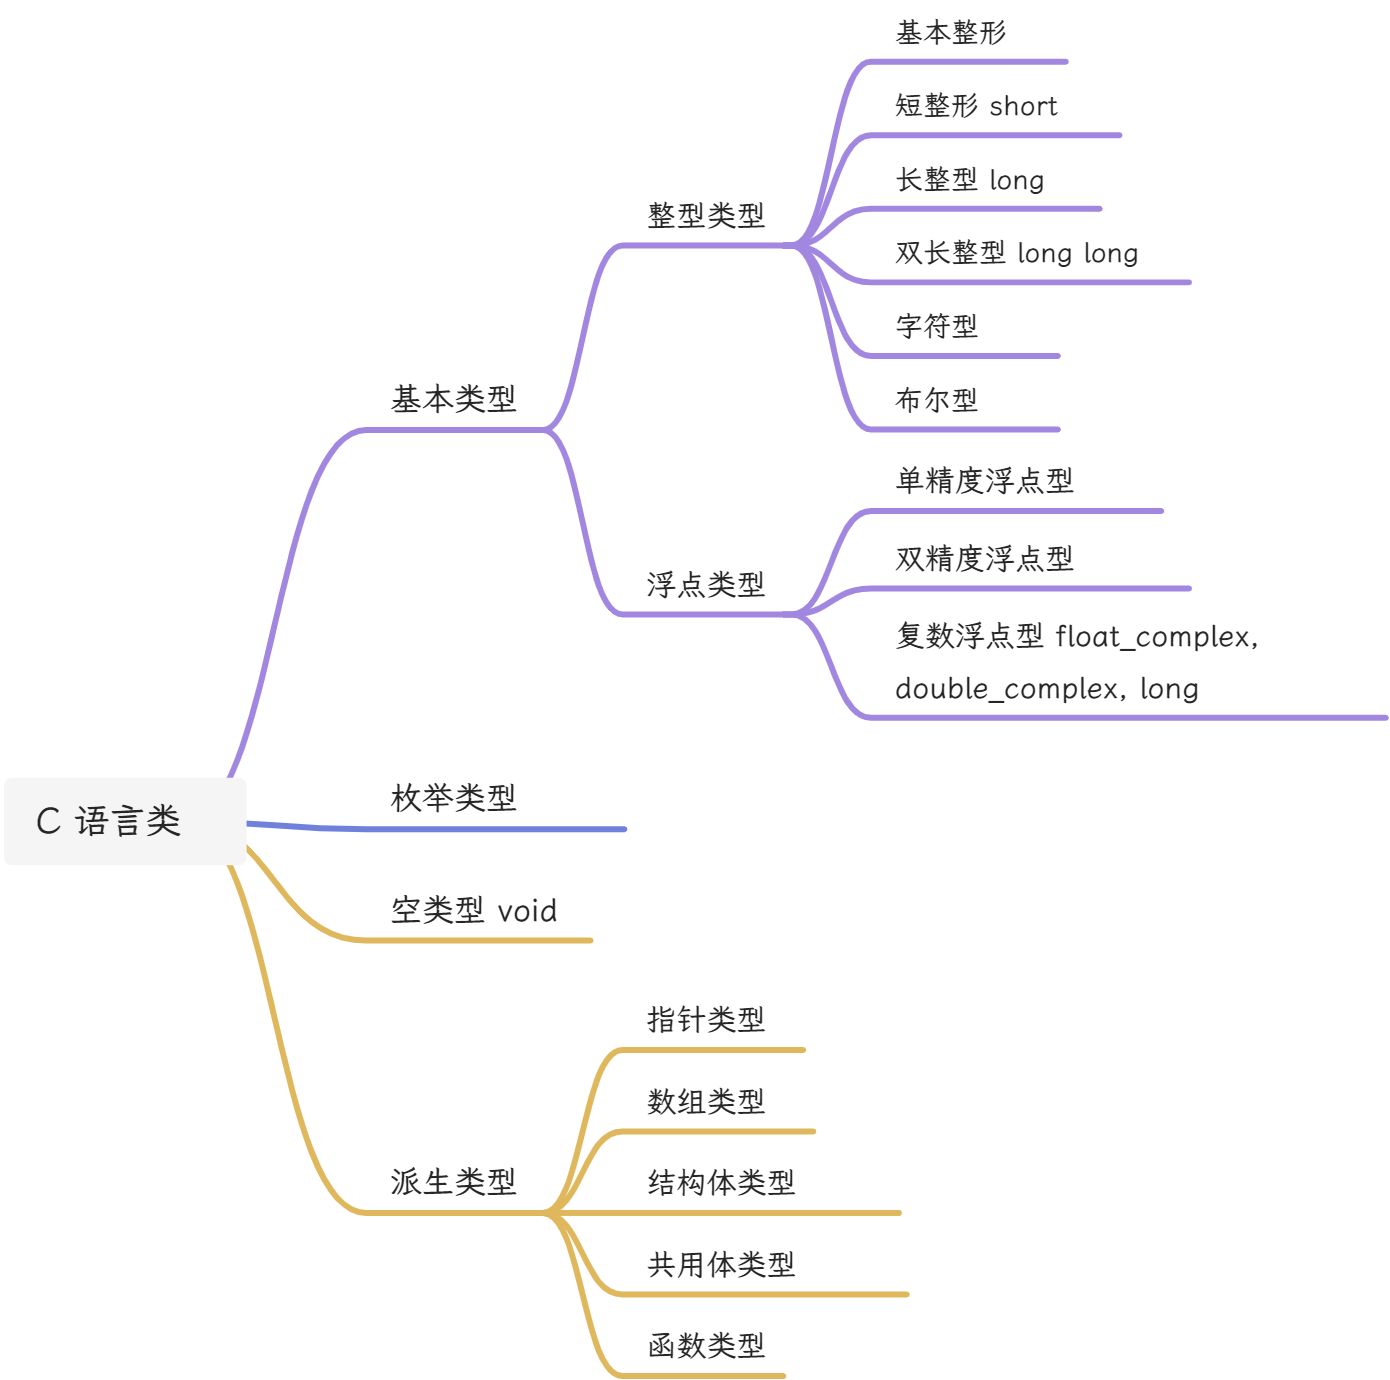 基本整形
短整形 short
长整型 long
整型类型
双长整型 long long
字符型
基本类型
布尔型
单精度浮点型
双精度浮点型
浮点类型
复数浮点型 float_complex,
double_complex, long
枚举类型
C 语言类
空类型 void
指针类型
数组类型
派生类型
结构体类型
共用体类型
函数类型